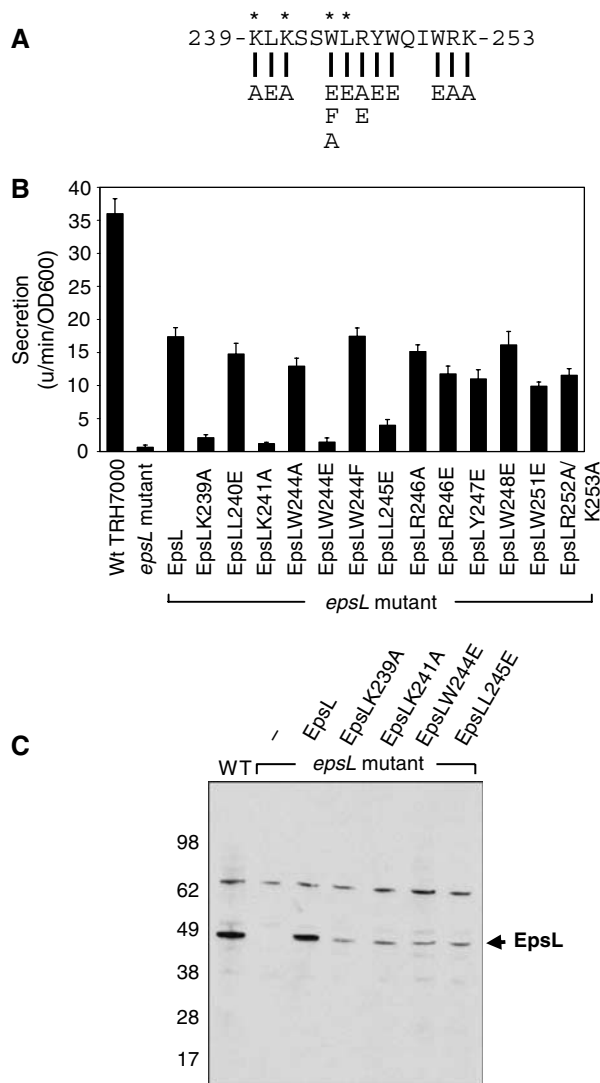 A
* * * *
239-KLKSSWLRYWQIWRK-253
AEA EEAEE EAA
F E
A
B
Secretion
(u/min/OD600)
40
35
30
25
20
15
10
5
0
Wt TRH7000
epsL mutant
EpsL
EpsLK239A
EpsLL240E
EpsLK241A
EpsLW244A
EpsLW244E
EpsLW244F
EpsLL245E
EpsLR246A
EpsLR246E
EpsLY247E
EpsLW248E
EpsLW251E
EpsLR252A/
K253A
epsL mutant
C
WT
–
EpsL
EpsLK239A
EpsLK241A
EpsLW244E
EpsLL245E
epsL mutant
98
62
49
38
28
17
EpsL